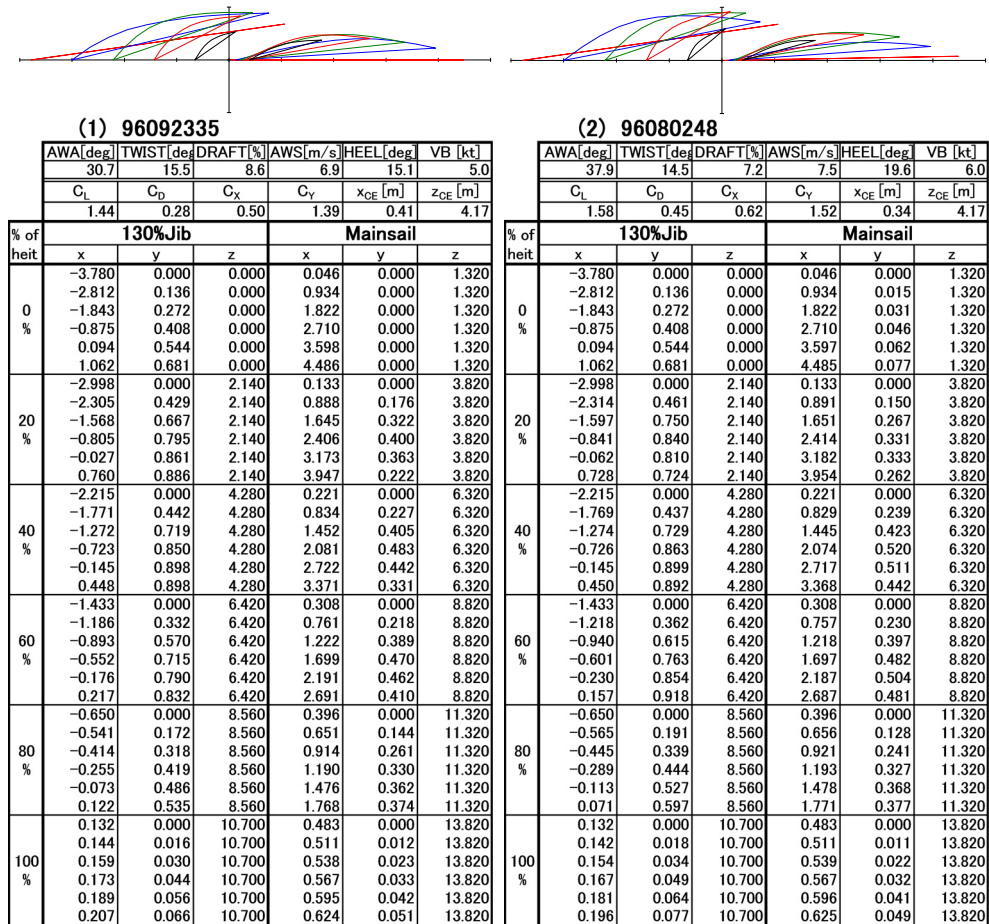 (1) 96092335
AWA[deg] TWIST[deg DRAFT[%] AWS[m/s] HEEL[deg] VB [kt]
30.7 15.5 8.6 6.9 15.1 5.0
CL CD CX CY xCE [m] zCE [m]
1.44 0.28 0.50 1.39 0.41 4.17
% of 130%Jib Mainsail
heit x y z x y z
−3.780 0.000 0.000 0.046 0.000 1.320
−2.812 0.136 0.000 0.934 0.000 1.320
0 −1.843 0.272 0.000 1.822 0.000 1.320
% −0.875 0.408 0.000 2.710 0.000 1.320
0.094 0.544 0.000 3.598 0.000 1.320
1.062 0.681 0.000 4.486 0.000 1.320
−2.998 0.000 2.140 0.133 0.000 3.820
−2.305 0.429 2.140 0.888 0.176 3.820
20 −1.568 0.667 2.140 1.645 0.322 3.820
% −0.805 0.795 2.140 2.406 0.400 3.820
−0.027 0.861 2.140 3.173 0.363 3.820
0.760 0.886 2.140 3.947 0.222 3.820
−2.215 0.000 4.280 0.221 0.000 6.320
−1.771 0.442 4.280 0.834 0.227 6.320
40 −1.272 0.719 4.280 1.452 0.405 6.320
% −0.723 0.850 4.280 2.081 0.483 6.320
−0.145 0.898 4.280 2.722 0.442 6.320
0.448 0.898 4.280 3.371 0.331 6.320
−1.433 0.000 6.420 0.308 0.000 8.820
−1.186 0.332 6.420 0.761 0.218 8.820
60 −0.893 0.570 6.420 1.222 0.389 8.820
% −0.552 0.715 6.420 1.699 0.470 8.820
−0.176 0.790 6.420 2.191 0.462 8.820
0.217 0.832 6.420 2.691 0.410 8.820
−0.650 0.000 8.560 0.396 0.000 11.320
−0.541 0.172 8.560 0.651 0.144 11.320
80 −0.414 0.318 8.560 0.914 0.261 11.320
% −0.255 0.419 8.560 1.190 0.330 11.320
−0.073 0.486 8.560 1.476 0.362 11.320
0.122 0.535 8.560 1.768 0.374 11.320
0.132 0.000 10.700 0.483 0.000 13.820
0.144 0.016 10.700 0.511 0.012 13.820
100 0.159 0.030 10.700 0.538 0.023 13.820
% 0.173 0.044 10.700 0.567 0.033 13.820
0.189 0.056 10.700 0.595 0.042 13.820
0.207 0.066 10.700 0.624 0.051 13.820
(2) 96080248
AWA[deg] TWIST[deg DRAFT[%] AWS[m/s] HEEL[deg] VB [kt]
37.9 14.5 7.2 7.5 19.6 6.0
CL CD CX CY xCE [m] zCE [m]
1.58 0.45 0.62 1.52 0.34 4.17
% of 130%Jib Mainsail
heit x y z x y z
−3.780 0.000 0.000 0.046 0.000 1.320
−2.812 0.136 0.000 0.934 0.015 1.320
0 −1.843 0.272 0.000 1.822 0.031 1.320
% −0.875 0.408 0.000 2.710 0.046 1.320
0.094 0.544 0.000 3.597 0.062 1.320
1.062 0.681 0.000 4.485 0.077 1.320
−2.998 0.000 2.140 0.133 0.000 3.820
−2.314 0.461 2.140 0.891 0.150 3.820
20 −1.597 0.750 2.140 1.651 0.267 3.820
% −0.841 0.840 2.140 2.414 0.331 3.820
−0.062 0.810 2.140 3.182 0.333 3.820
0.728 0.724 2.140 3.954 0.262 3.820
−2.215 0.000 4.280 0.221 0.000 6.320
−1.769 0.437 4.280 0.829 0.239 6.320
40 −1.274 0.729 4.280 1.445 0.423 6.320
% −0.726 0.863 4.280 2.074 0.520 6.320
−0.145 0.899 4.280 2.717 0.511 6.320
0.450 0.892 4.280 3.368 0.442 6.320
−1.433 0.000 6.420 0.308 0.000 8.820
−1.218 0.362 6.420 0.757 0.230 8.820
60 −0.940 0.615 6.420 1.218 0.397 8.820
% −0.601 0.763 6.420 1.697 0.482 8.820
−0.230 0.854 6.420 2.187 0.504 8.820
0.157 0.918 6.420 2.687 0.481 8.820
−0.650 0.000 8.560 0.396 0.000 11.320
−0.565 0.191 8.560 0.656 0.128 11.320
80 −0.445 0.339 8.560 0.921 0.241 11.320
% −0.289 0.444 8.560 1.193 0.327 11.320
−0.113 0.527 8.560 1.478 0.368 11.320
0.071 0.597 8.560 1.771 0.377 11.320
0.132 0.000 10.700 0.483 0.000 13.820
0.142 0.018 10.700 0.511 0.011 13.820
100 0.154 0.034 10.700 0.539 0.022 13.820
% 0.167 0.049 10.700 0.567 0.032 13.820
0.181 0.064 10.700 0.596 0.041 13.820
0.196 0.077 10.700 0.625 0.049 13.820